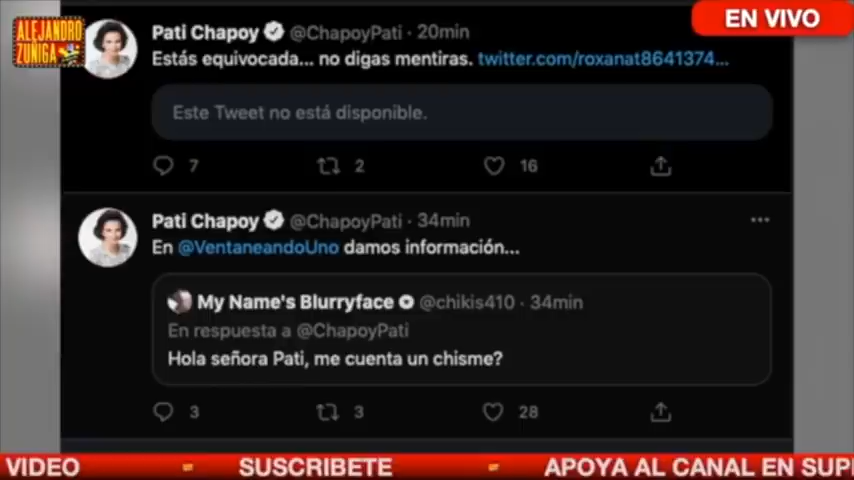 ALEJANDRO
ZÚÑIGA
EN VIVO
Pati Chapoy @ChapoyPati · 20min
Estás equivocada... no digas mentiras. twitter.com/roxanat8641374...
Este Tweet no está disponible.
7 2 16
Pati Chapoy @ChapoyPati · 34min
En @VentaneandoUno damos información...
My Name's Blurryface @chikis410 · 34min
En respuesta a @ChapoyPati
Hola señora Pati, me cuenta un chisme?
3 3 28
VIDEO SUSCRIBETE APOYA AL CANAL EN SUP